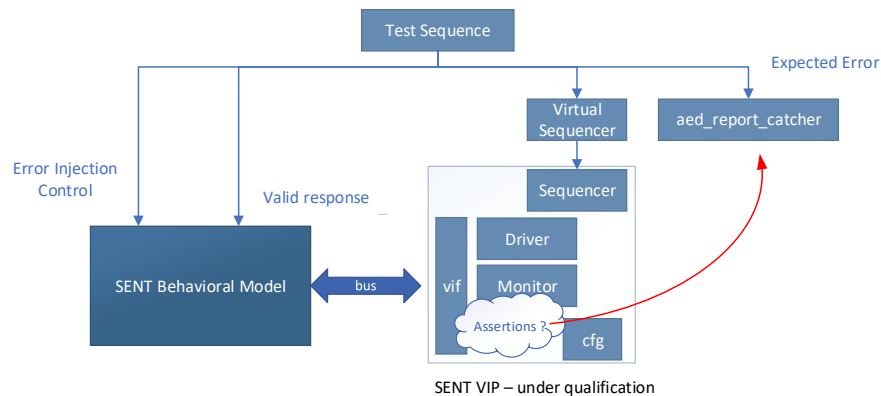 Test Sequence
Expected Error
Virtual
Sequencer
aed_report_catcher
Error Injection
Control
Valid response
Sequencer
Driver
SENT Behavioral Model
bus
vif
Monitor
Assertions ?
cfg
SENT VIP – under qualification